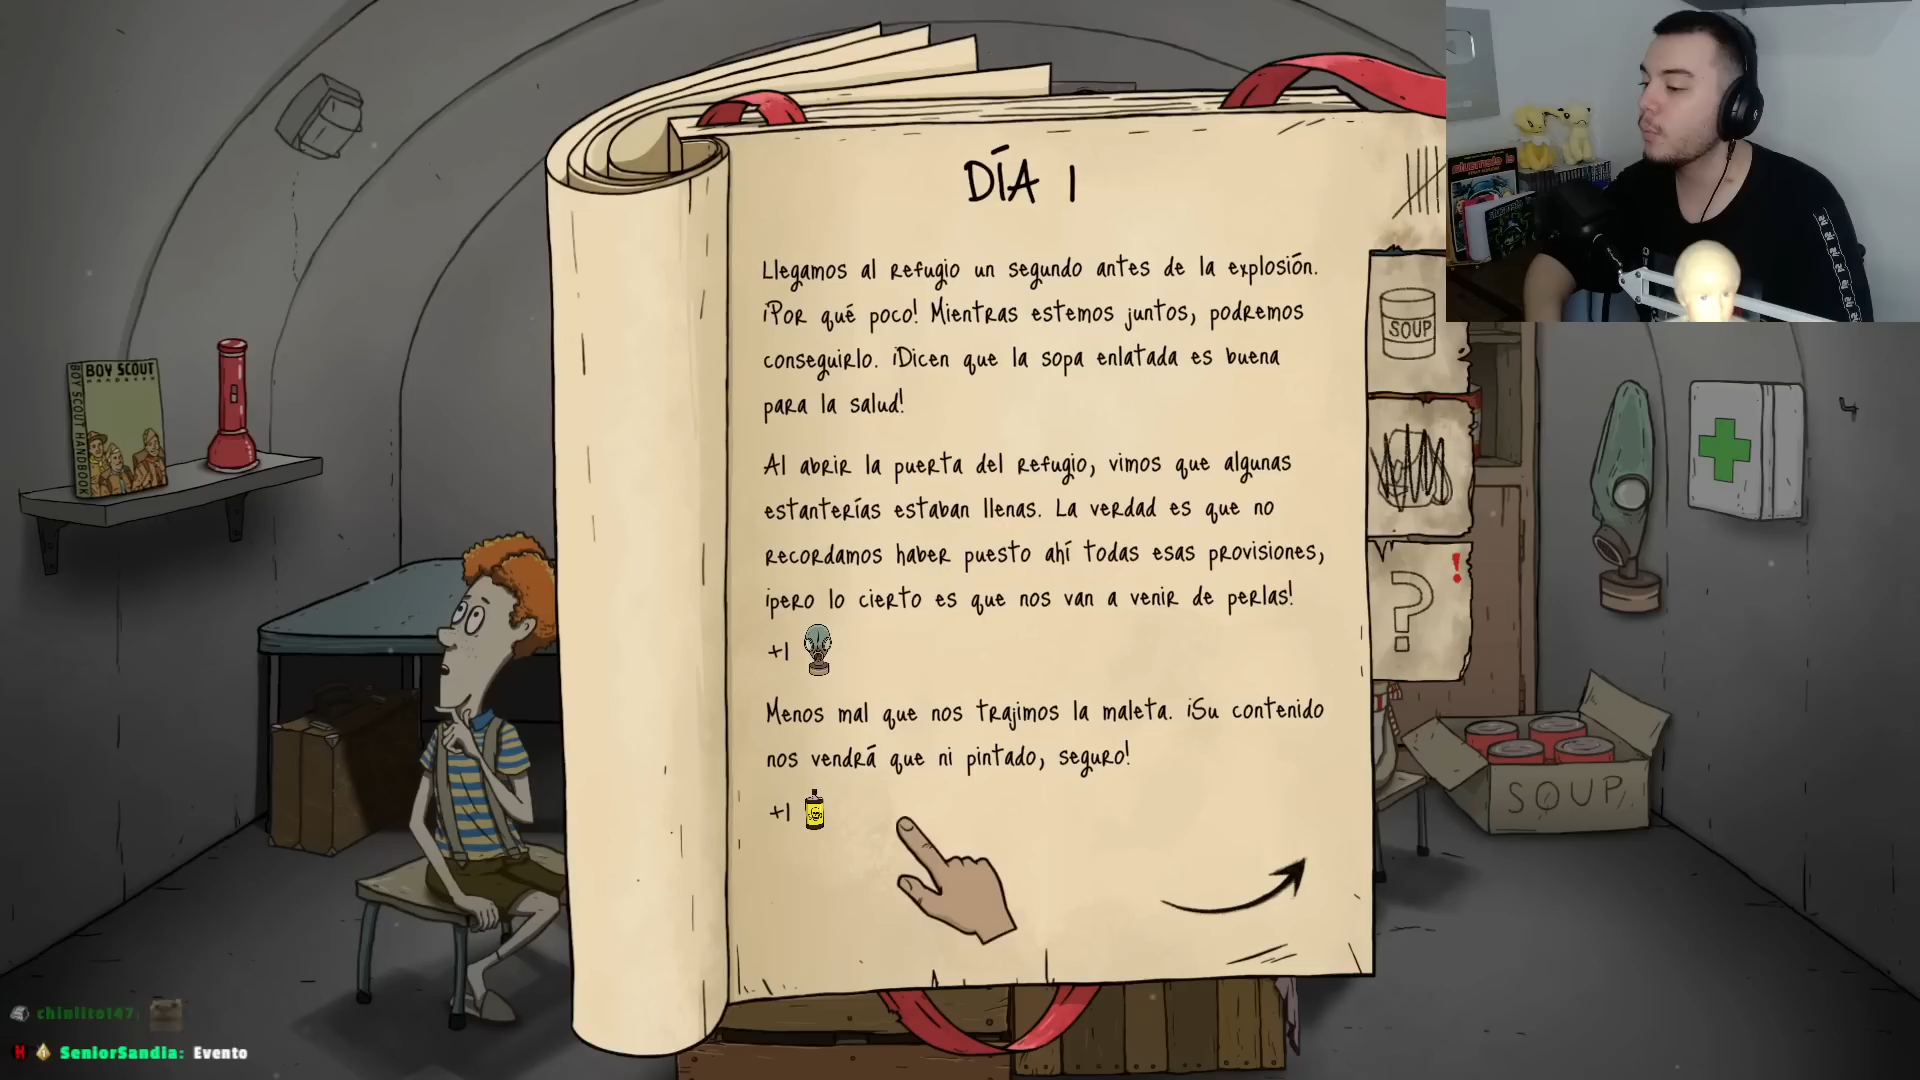 DÍA 1
Llegamos al refugio un segundo antes de la explosión.
¡Por qué poco! Mientras estemos juntos, podremos
conseguirlo. ¡Dicen que la sopa enlatada es buena
para la salud!
Al abrir la puerta del refugio, vimos que algunas
estanterías estaban llenas. La verdad es que no
recordamos haber puesto ahí todas esas provisiones,
¡pero lo cierto es que nos van a venir de perlas!
+1
Menos mal que nos trajimos la maleta. ¡Su contenido
nos vendrá que ni pintado, seguro!
+1
SOUP
?
!
BOY SCOUT
HANDBOOK
BOY SCOUT HANDBOOK
SOUP
chinlito147
SeniorSandia: Evento